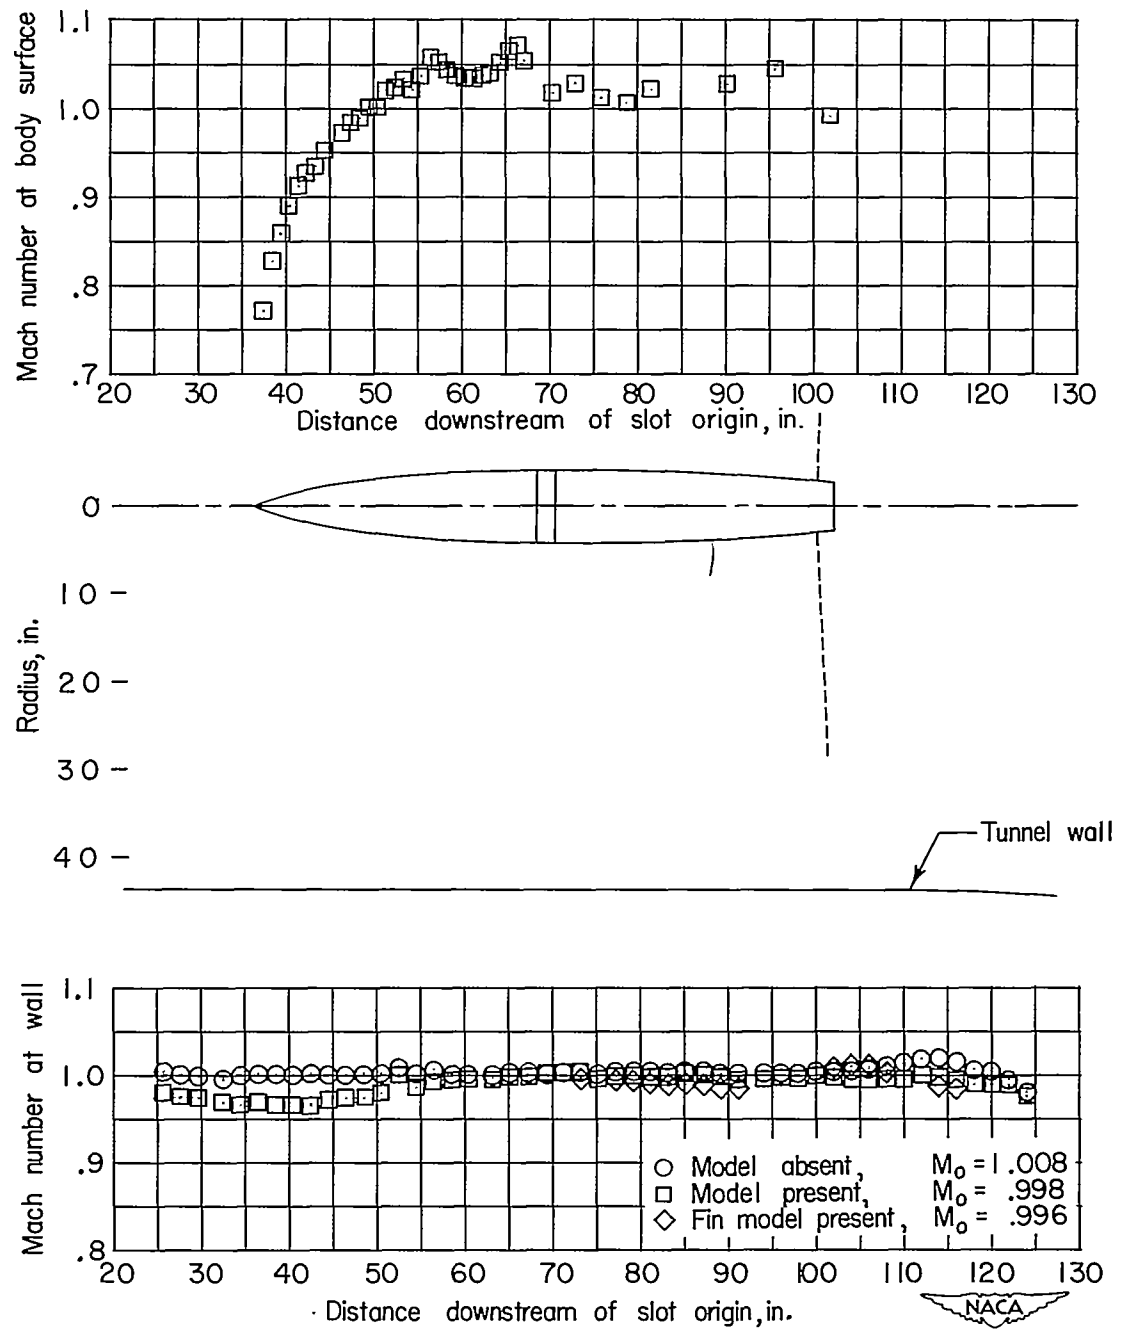 Mach number at body surface
1.1
1.0
.9
.8
.7
20 30 40 50 60 70 80 90 100 110 120 130
Distance downstream of slot origin, in.
Radius, in.
0
10
20
30
40
Tunnel wall
Mach number at wall
1.1
1.0
.9
.8
Model absent, Mo = 1.008
Model present, Mo = .998
Fin model present, Mo = .996
20 30 40 50 60 70 80 90 100 110 120 130
Distance downstream of slot origin, in.
NACA